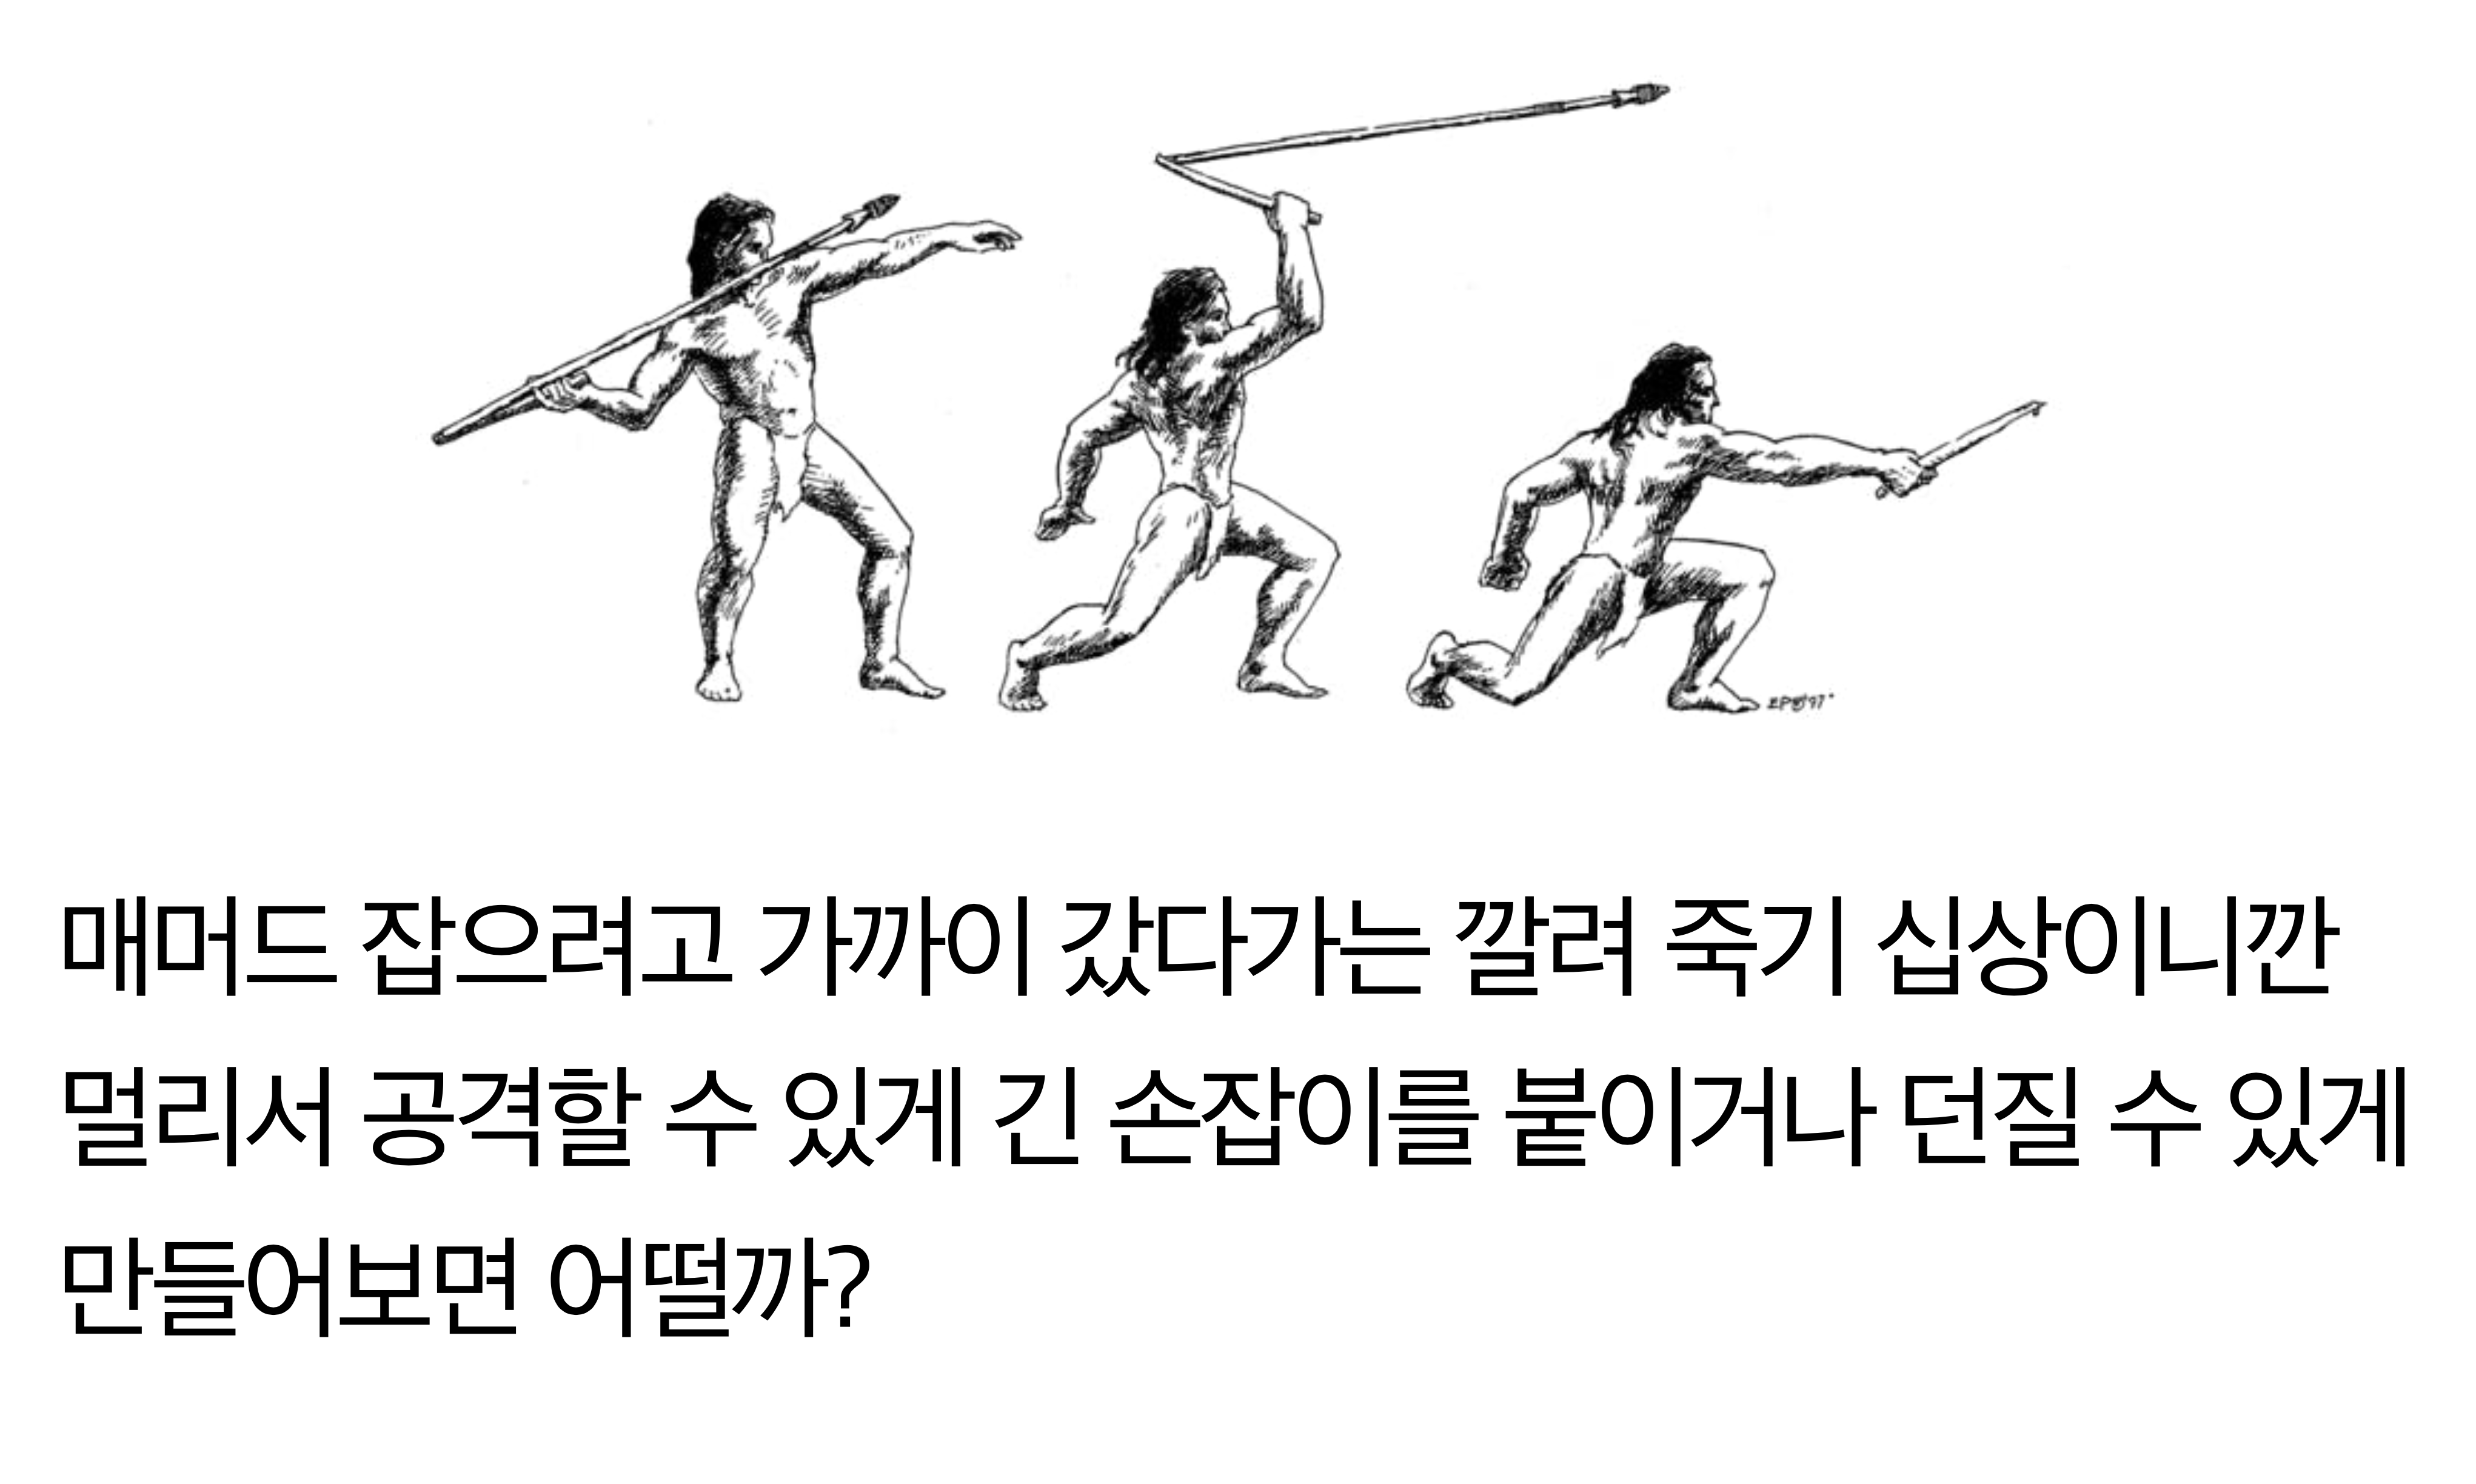 매머드 잡으려고 가까이 갔다가는 깔려 죽기 십상이니깐
멀리서 공격할 수 있게 긴 손잡이를 붙이거나 던질 수 있게
만들어보면 어떨까?